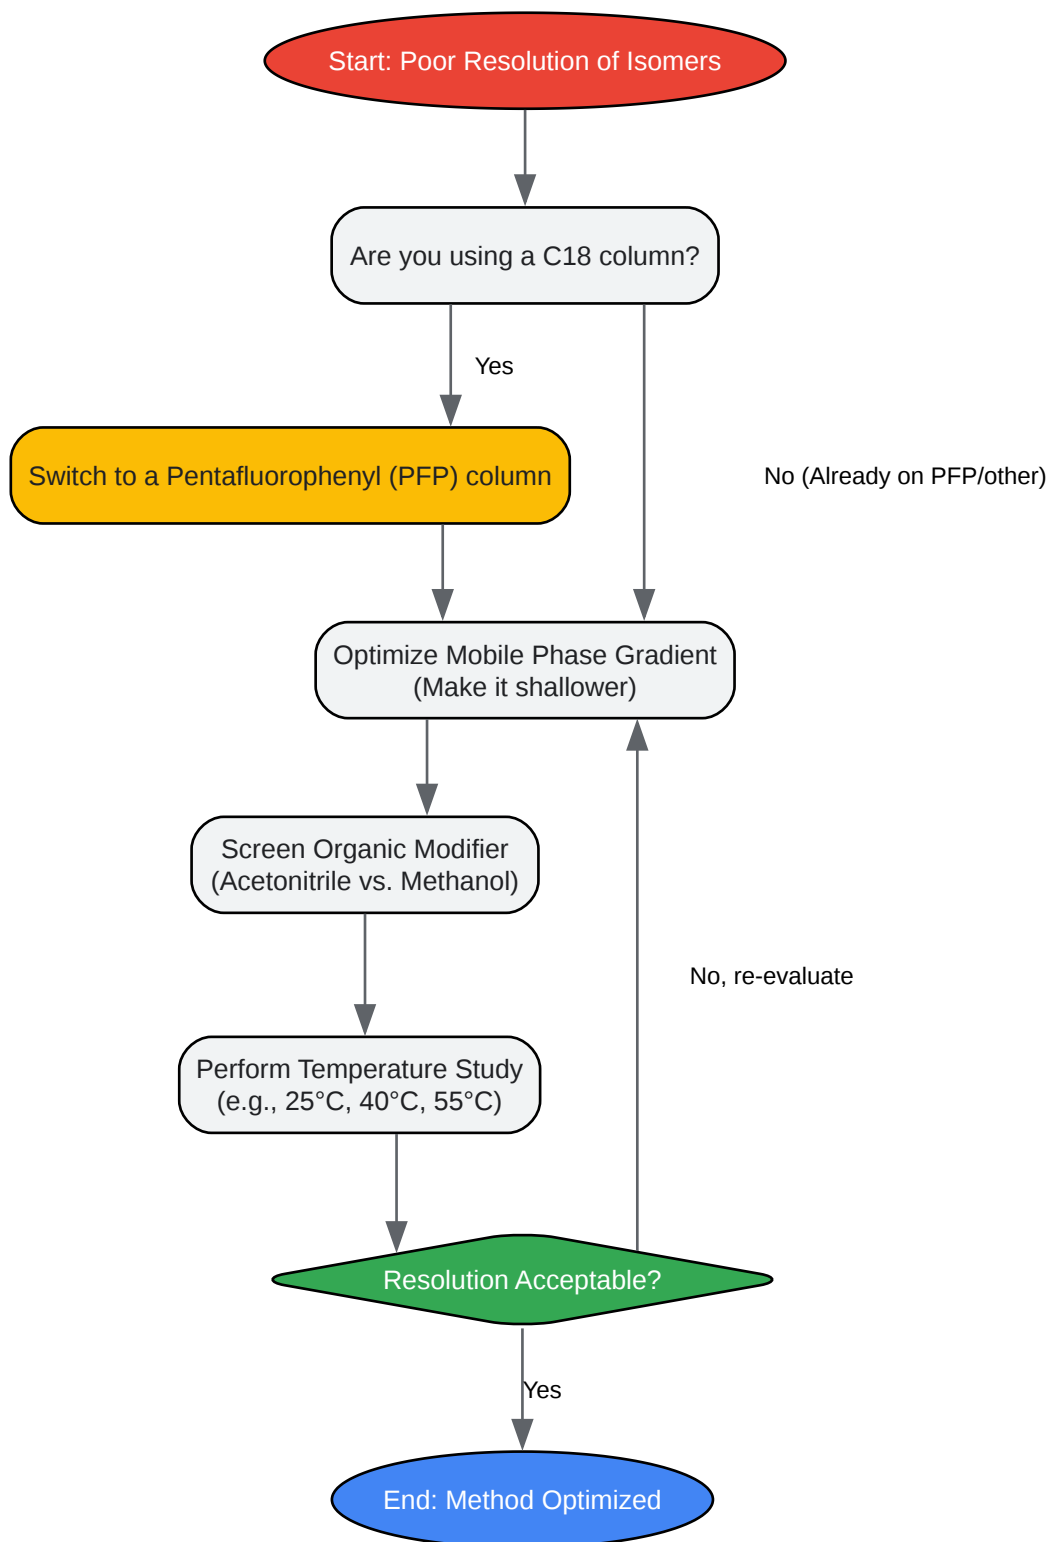 Start: Poor Resolution of Isomers
Are you using a C18 column?
Yes
Switch to a Pentafluorophenyl (PFP) column
No (Already on PFP/other)
Optimize Mobile Phase Gradient
(Make it shallower)
Screen Organic Modifier
(Acetonitrile vs. Methanol)
No, re-evaluate
Perform Temperature Study
(e.g., 25°C, 40°C, 55°C)
Resolution Acceptable?
Yes
End: Method Optimized